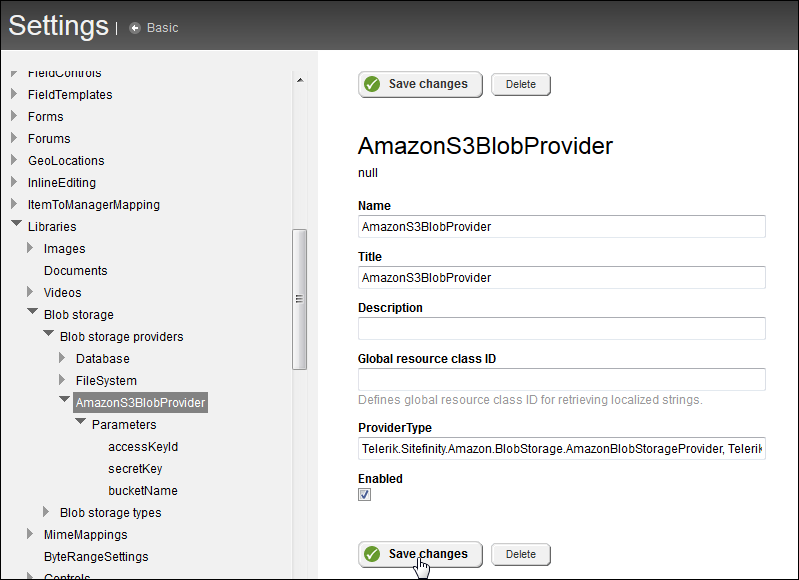 Settings | Basic
FieldControls
FieldTemplates
Forms
Forums
GeoLocations
InlineEditing
ItemToManagerMapping
Libraries
Images
Documents
Videos
Blob storage
Blob storage providers
Database
FileSystem
AmazonS3BlobProvider
Parameters
accessKeyId
secretKey
bucketName
Blob storage types
MimeMappings
ByteRangeSettings
Controls
Save changes Delete
AmazonS3BlobProvider
null
Name
AmazonS3BlobProvider
Title
AmazonS3BlobProvider
Description
Global resource class ID
Defines global resource class ID for retrieving localized strings.
ProviderType
Telerik.Sitefinity.Amazon.BlobStorage.AmazonBlobStorageProvider, Telerik
Enabled
Save changes Delete